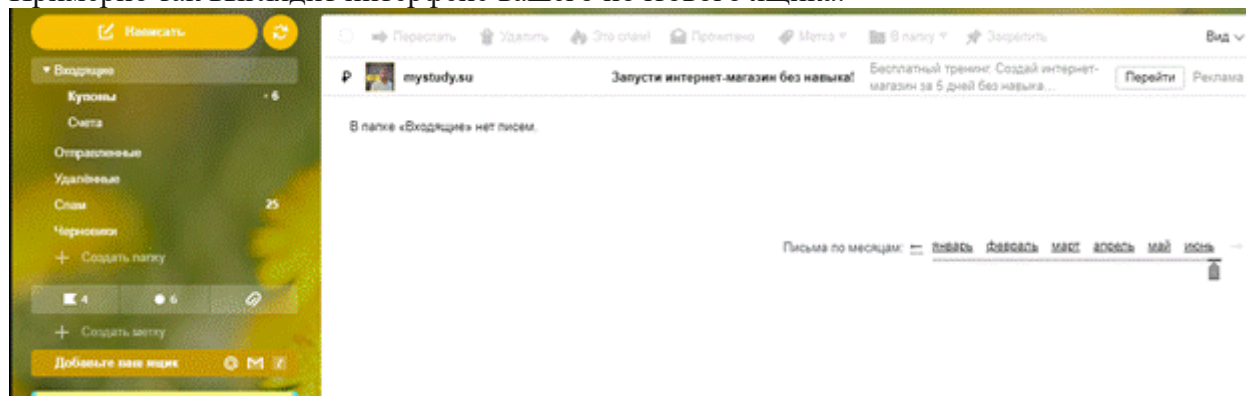 Написать
Переслать Удалить Это спам! Прочитано Метка В папку Закрепить Вид
Входящие
Купоны 6
Счета
Отправленные
Удалённые
Спам 25
Черновики
+ Создать папку
4 6
+ Создать метку
Добавьте ваш ящик
₽ mystudy.su Запусти интернет-магазин без навыка! Бесплатный тренинг. Создай интернет-
магазин за 5 дней без навыка... Перейти Реклама
В папке «Входящие» нет писем.
Письма по месяцам: ← январь февраль март апрель май июнь →